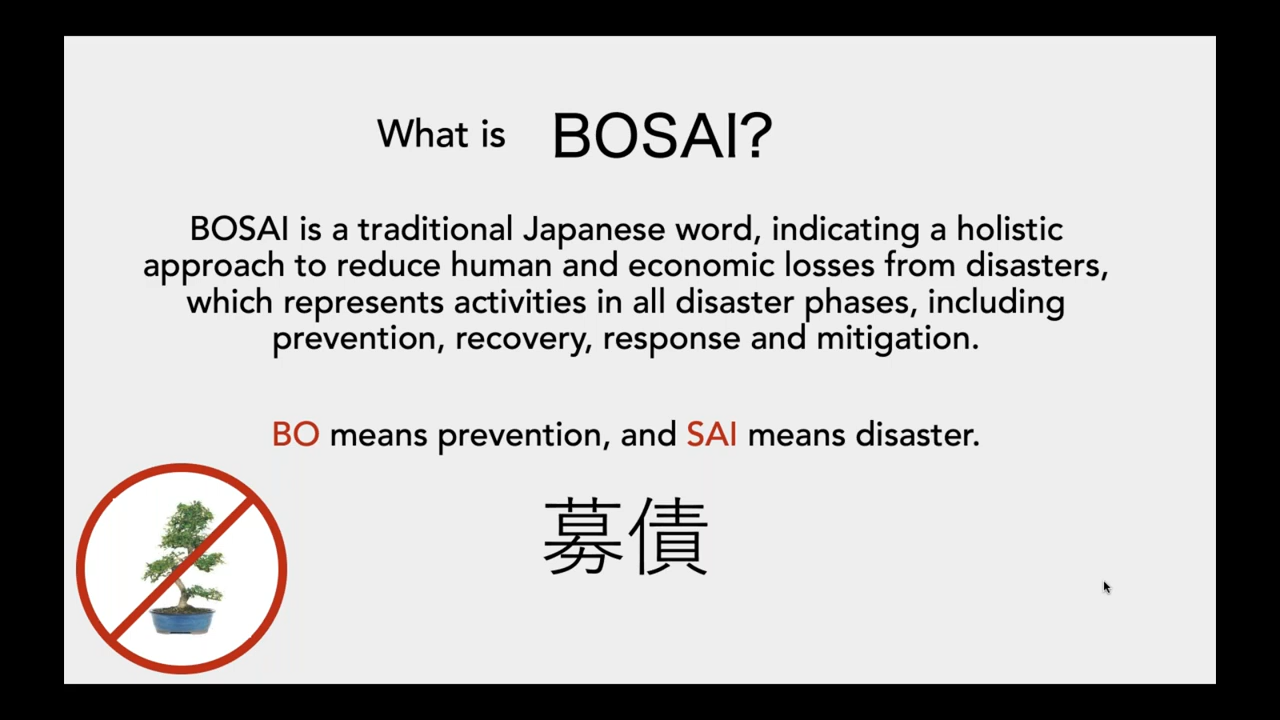 What is BOSAI?
BOSAI is a traditional Japanese word, indicating a holistic
approach to reduce human and economic losses from disasters,
which represents activities in all disaster phases, including
prevention, recovery, response and mitigation.
BO means prevention, and SAI means disaster.
募債